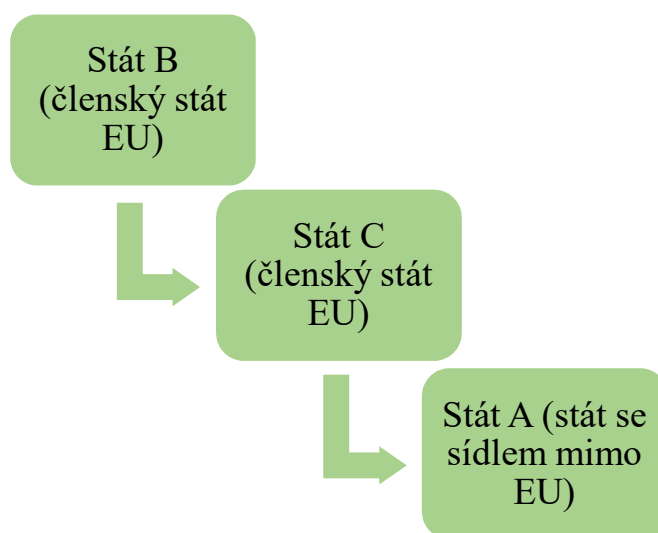 Stát B
(členský stát
EU)
Stát C
(členský stát
EU)
Stát A (stát se
sídlem mimo
EU)